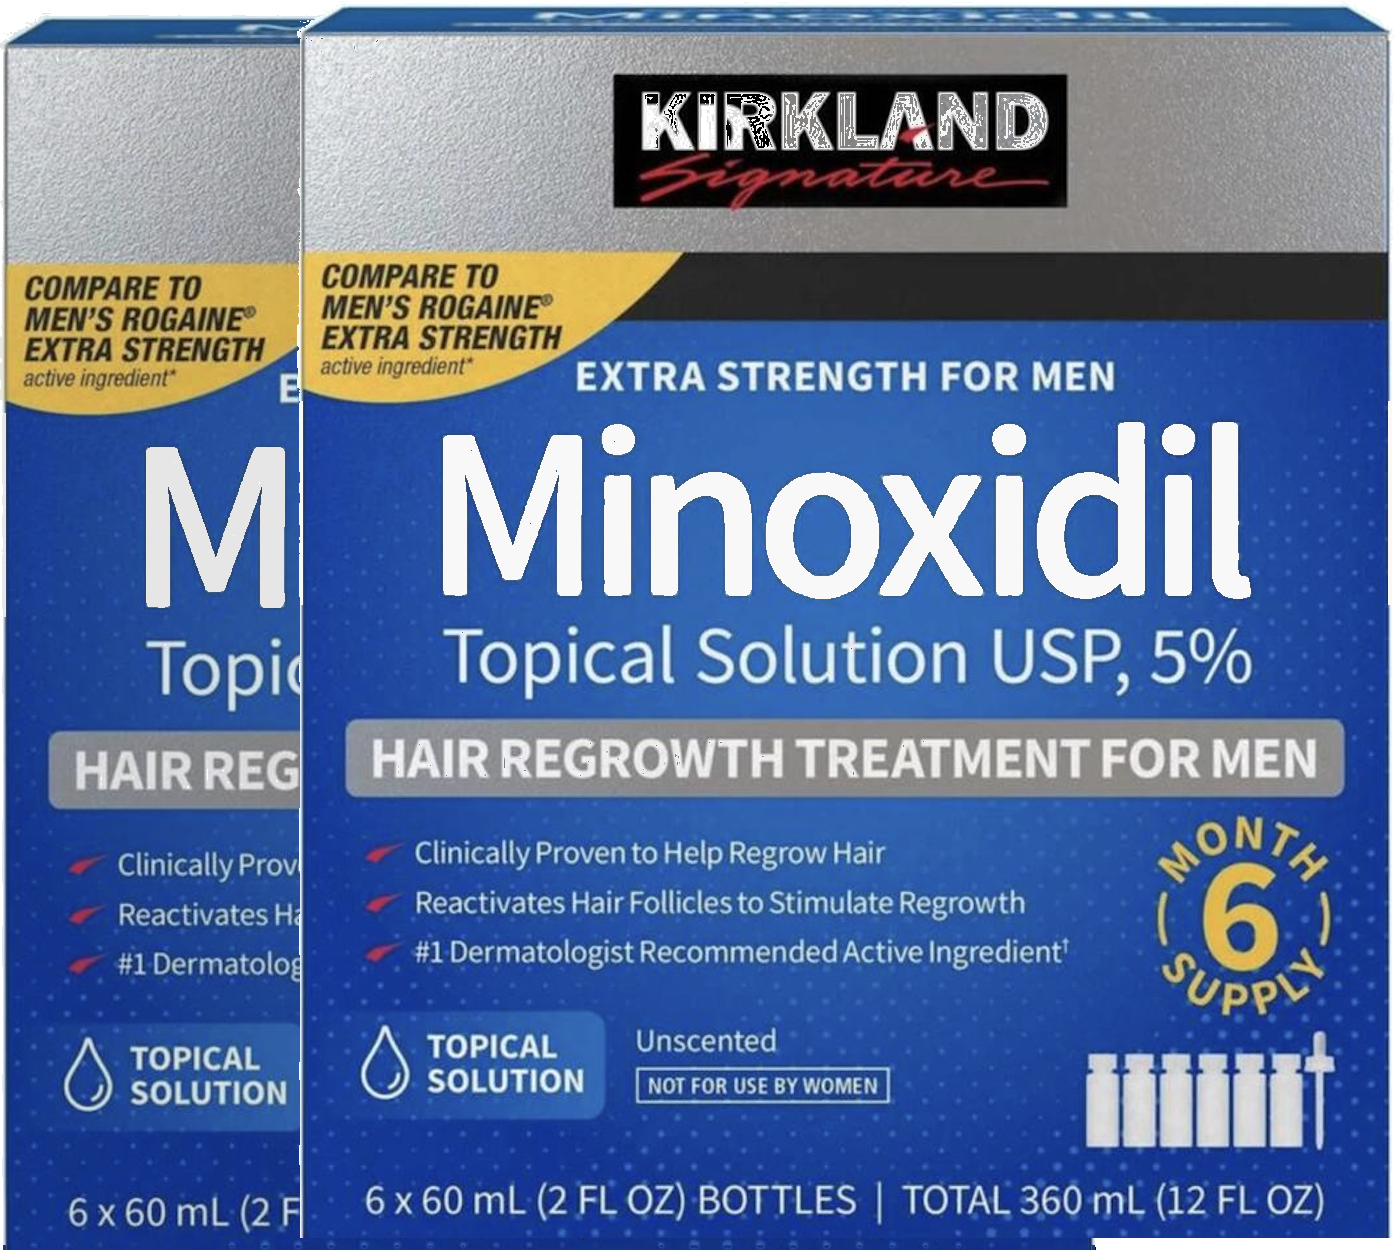 Minoxidil
KIRKLAND
Signature
COMPARE TO
MEN'S ROGAINE®
EXTRA STRENGTH
active ingredient*
EXTRA STRENGTH FOR MEN
Minoxidil
Topical Solution USP, 5%
HAIR REGROWTH TREATMENT FOR MEN
Clinically Proven to Help Regrow Hair
Reactivates Hair Follicles to Stimulate Regrowth
#1 Dermatologist Recommended Active Ingredient†
6 MONTH SUPPLY
TOPICAL
SOLUTION
Unscented
NOT FOR USE BY WOMEN
6 x 60 mL (2 FL OZ) BOTTLES | TOTAL 360 mL (12 FL OZ)
COMPARE TO
MEN'S ROGAINE®
EXTRA STRENGTH
active ingredient*
E
M
Topic
HAIR REG
Clinically Prov
Reactivates Ha
#1 Dermatolog
TOPICAL
SOLUTION
6 x 60 mL (2 F